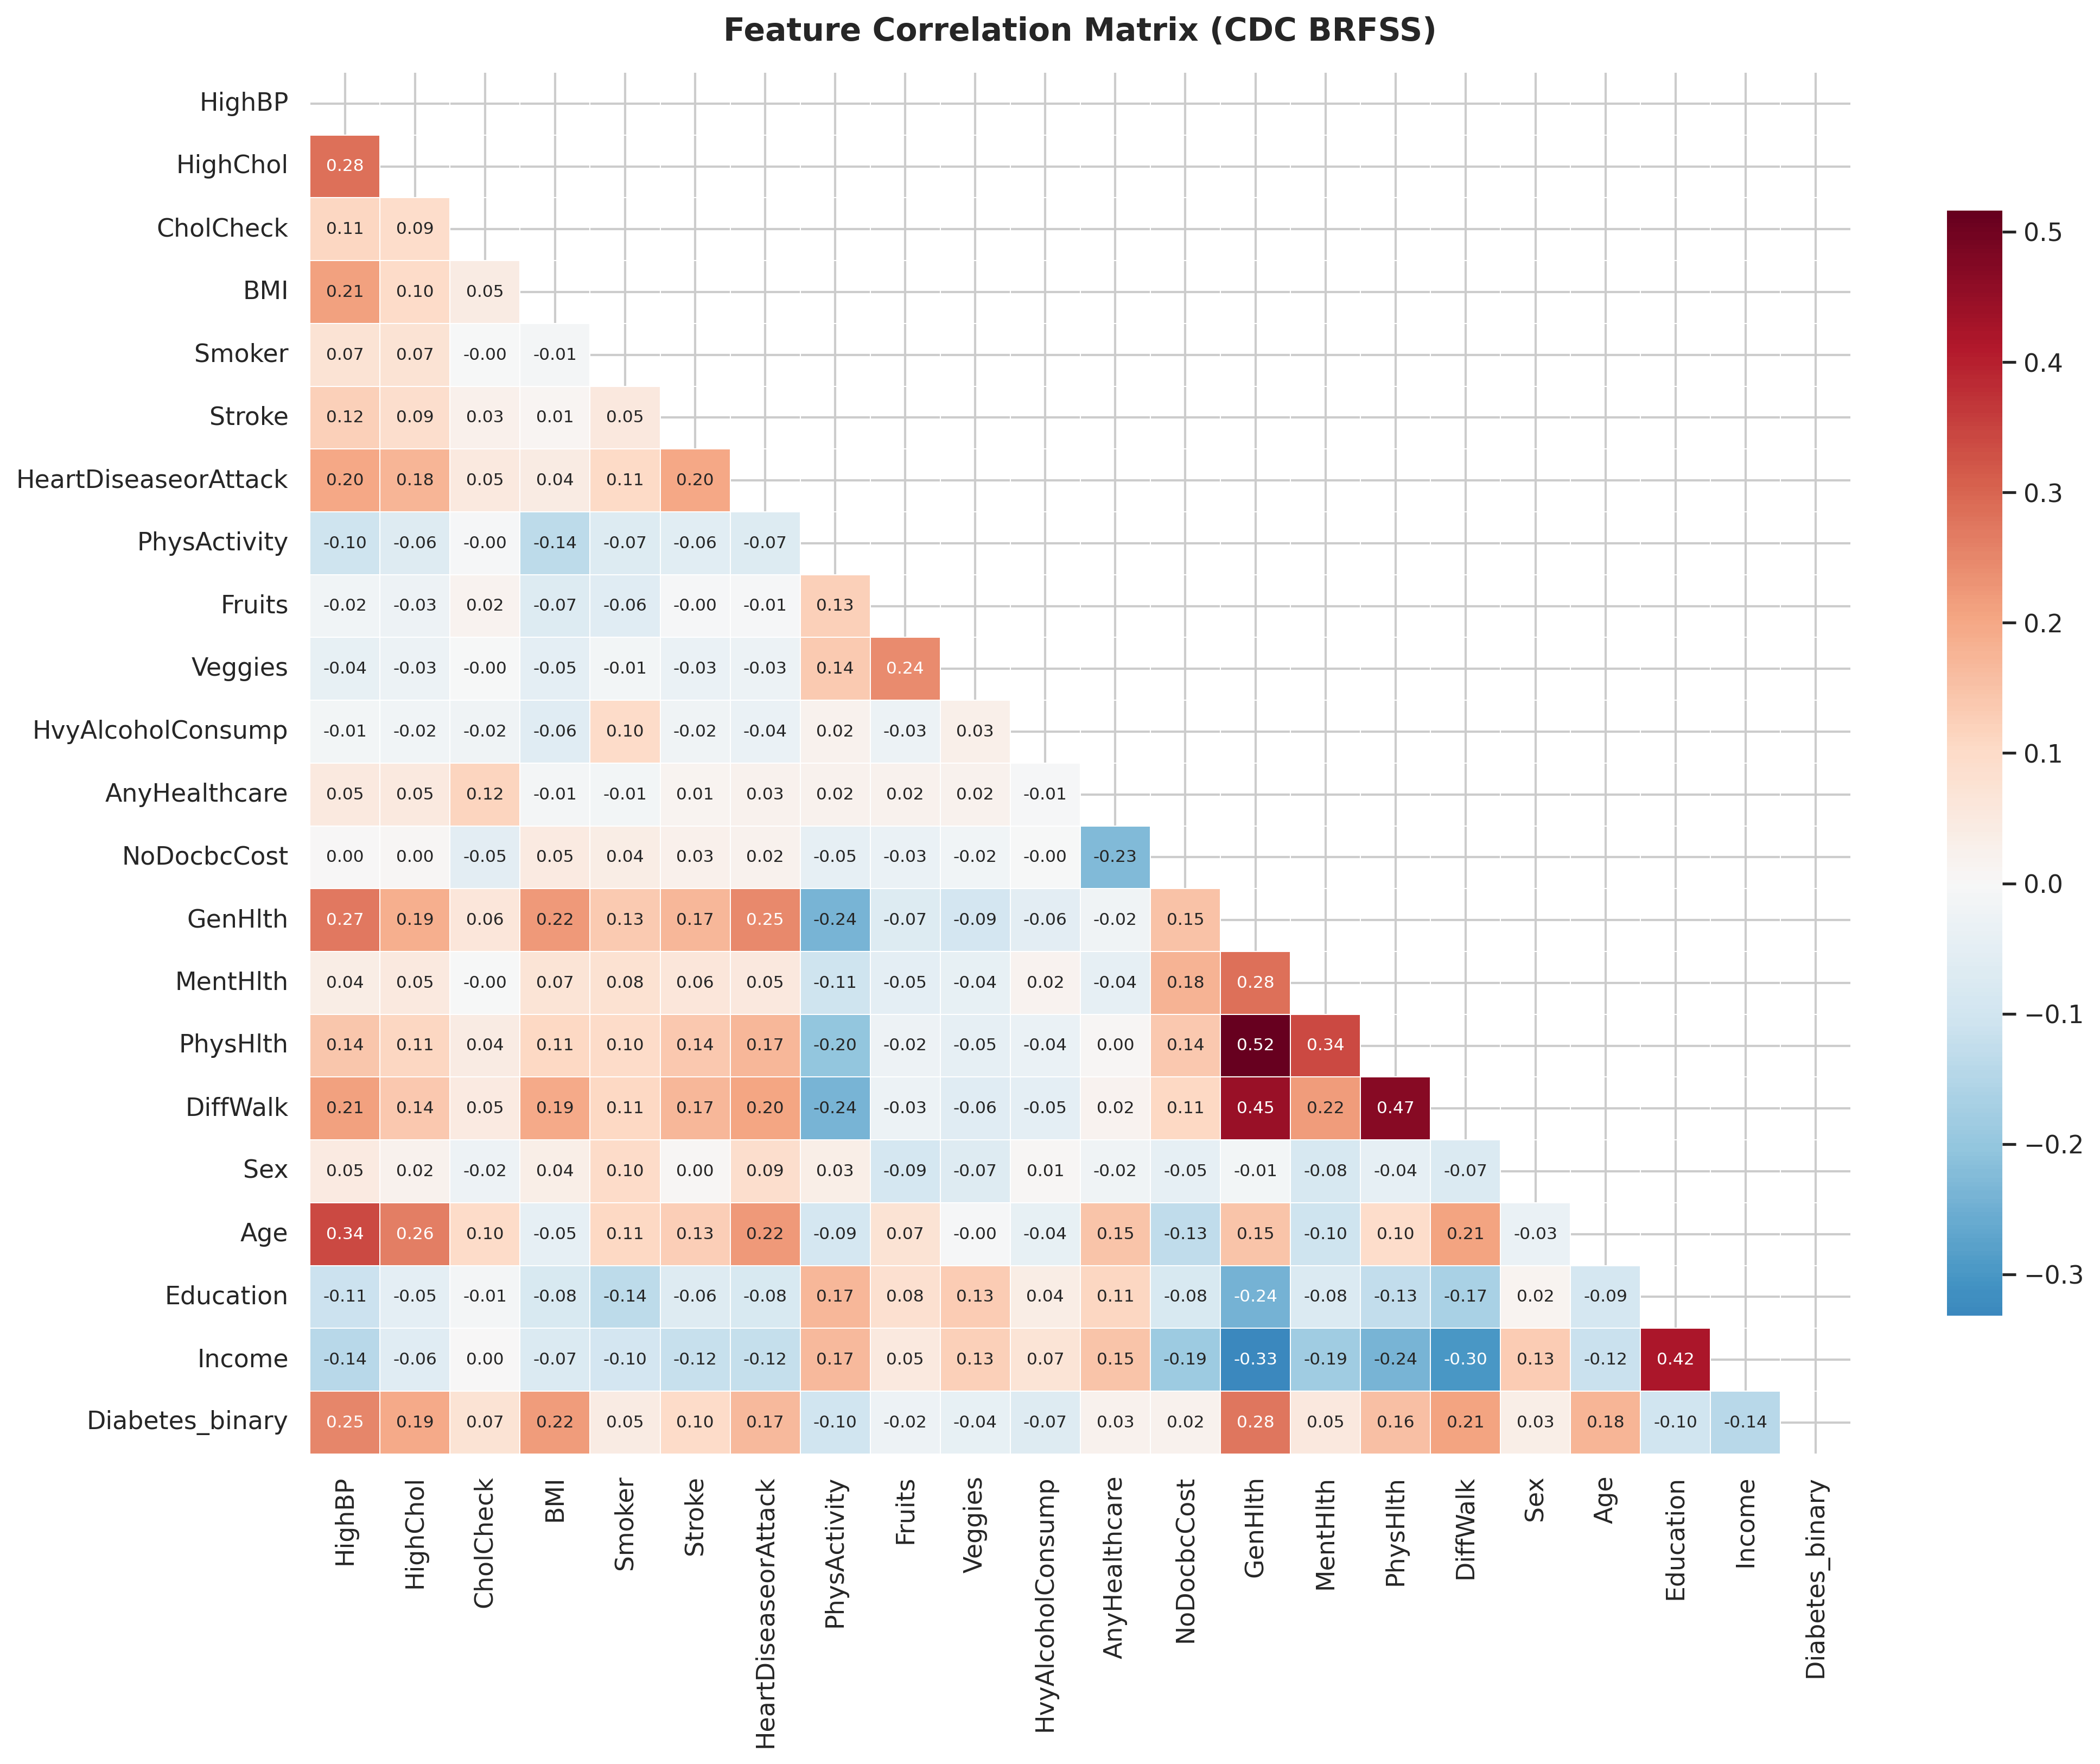 Feature Correlation Matrix (CDC BRFSS)
HighBP
HighChol 0.28
CholCheck 0.11 0.09
BMI 0.21 0.10 0.05
Smoker 0.07 0.07 -0.00 -0.01
Stroke 0.12 0.09 0.03 0.01 0.05
HeartDiseaseorAttack 0.20 0.18 0.05 0.04 0.11 0.20
PhysActivity -0.10 -0.06 -0.00 -0.14 -0.07 -0.06 -0.07
Fruits -0.02 -0.03 0.02 -0.07 -0.06 -0.00 -0.01 0.13
Veggies -0.04 -0.03 -0.00 -0.05 -0.01 -0.03 -0.03 0.14 0.24
HvyAlcoholConsump -0.01 -0.02 -0.02 -0.06 0.10 -0.02 -0.04 0.02 -0.03 0.03
AnyHealthcare 0.05 0.05 0.12 -0.01 -0.01 0.01 0.03 0.02 0.02 0.02 -0.01
NoDocbcCost 0.00 0.00 -0.05 0.05 0.04 0.03 0.02 -0.05 -0.03 -0.02 -0.00 -0.23
GenHlth 0.27 0.19 0.06 0.22 0.13 0.17 0.25 -0.24 -0.07 -0.09 -0.06 -0.02 0.15
MentHlth 0.04 0.05 -0.00 0.07 0.08 0.06 0.05 -0.11 -0.05 -0.04 0.02 -0.04 0.18 0.28
PhysHlth 0.14 0.11 0.04 0.11 0.10 0.14 0.17 -0.20 -0.02 -0.05 -0.04 0.00 0.14 0.52 0.34
DiffWalk 0.21 0.14 0.05 0.19 0.11 0.17 0.20 -0.24 -0.03 -0.06 -0.05 0.02 0.11 0.45 0.22 0.47
Sex 0.05 0.02 -0.02 0.04 0.10 0.00 0.09 0.03 -0.09 -0.07 0.01 -0.02 -0.05 -0.01 -0.08 -0.04 -0.07
Age 0.34 0.26 0.10 -0.05 0.11 0.13 0.22 -0.09 0.07 -0.00 -0.04 0.15 -0.13 0.15 -0.10 0.10 0.21 -0.03
Education -0.11 -0.05 -0.01 -0.08 -0.14 -0.06 -0.08 0.17 0.08 0.13 0.04 0.11 -0.08 -0.24 -0.08 -0.13 -0.17 0.02 -0.09
Income -0.14 -0.06 0.00 -0.07 -0.10 -0.12 -0.12 0.17 0.05 0.13 0.07 0.15 -0.19 -0.33 -0.19 -0.24 -0.30 0.13 -0.12 0.42
Diabetes_binary 0.25 0.19 0.07 0.22 0.05 0.10 0.17 -0.10 -0.02 -0.04 -0.07 0.03 0.02 0.28 0.05 0.16 0.21 0.03 0.18 -0.10 -0.14
HighBP
HighChol
CholCheck
BMI
Smoker
Stroke
HeartDiseaseorAttack
PhysActivity
Fruits
Veggies
HvyAlcoholConsump
AnyHealthcare
NoDocbcCost
GenHlth
MentHlth
PhysHlth
DiffWalk
Sex
Age
Education
Income
Diabetes_binary
0.5
0.4
0.3
0.2
0.1
0.0
−0.1
−0.2
−0.3